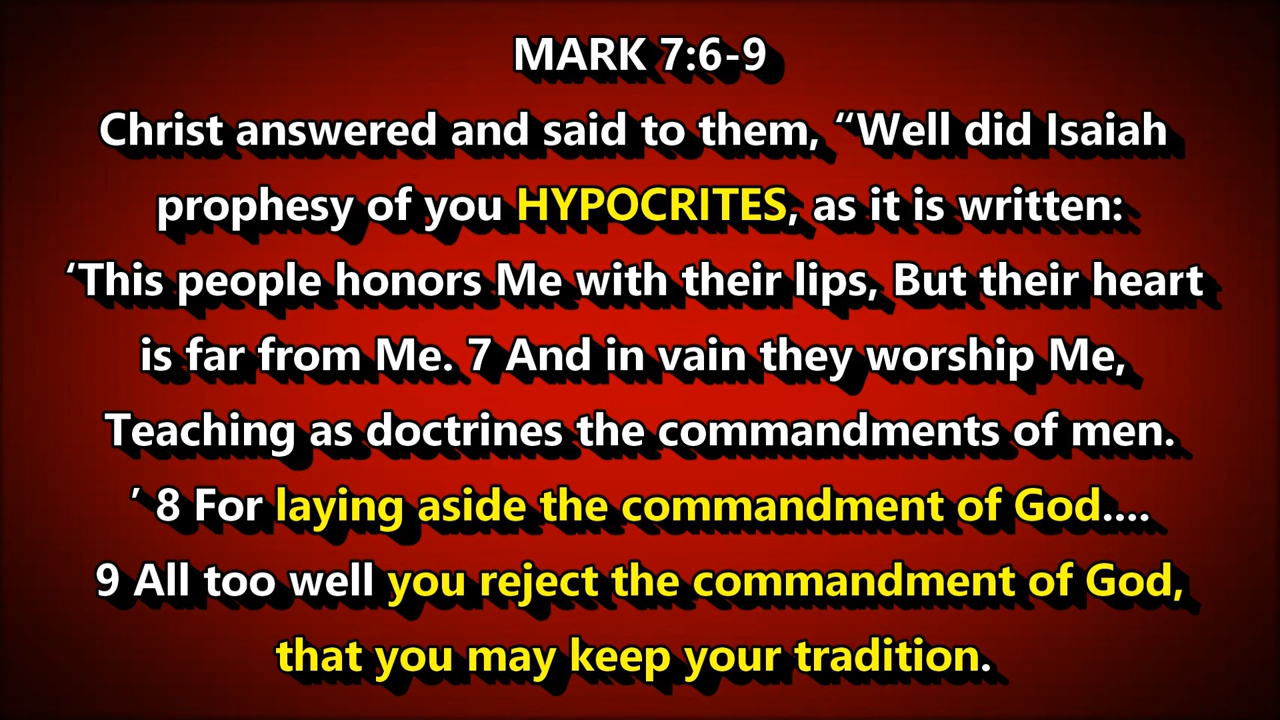 MARK 7:6-9
Christ answered and said to them, “Well did Isaiah
prophesy of you HYPOCRITES, as it is written:
‘This people honors Me with their lips, But their heart
is far from Me. 7 And in vain they worship Me,
Teaching as doctrines the commandments of men.
’ 8 For laying aside the commandment of God....
9 All too well you reject the commandment of God,
that you may keep your tradition.